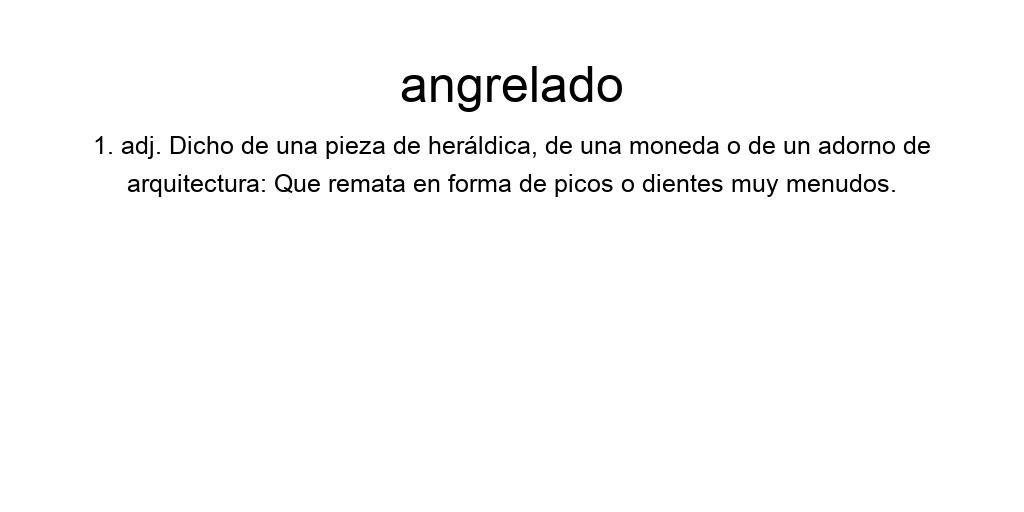 angrelado
1. adj. Dicho de una pieza de heráldica, de una moneda o de un adorno de
arquitectura: Que remata en forma de picos o dientes muy menudos.